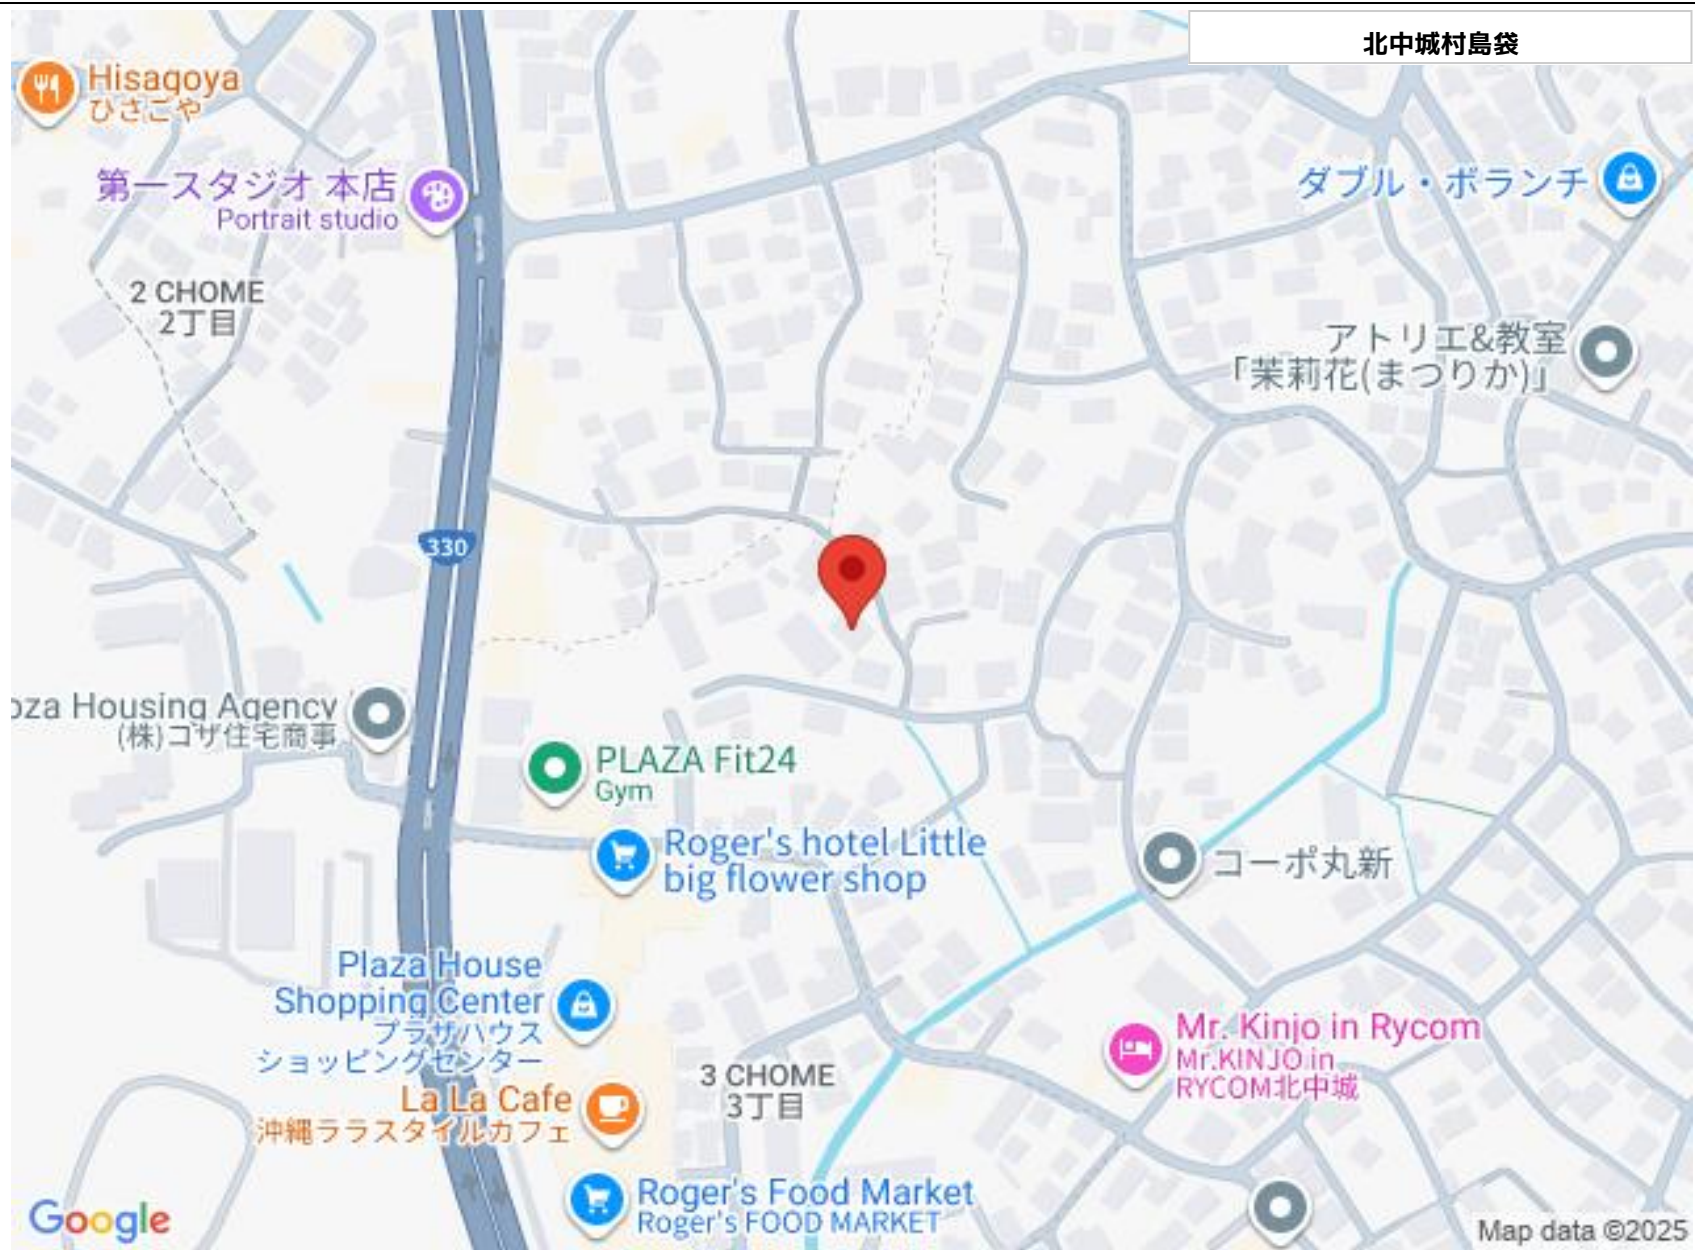 北中城村島袋
Hisagoya
ひさごや
第一スタジオ 本店
Portrait studio
ダブル・ボランチ
2 CHOME
2丁目
アトリエ&教室
「茉莉花(まつりか)」
330
oza Housing Agency
(株)コザ住宅商事
PLAZA Fit24
Gym
Roger's hotel Little
big flower shop
コーポ丸新
Plaza House
Shopping Center
プラザハウス
ショッピングセンター
Mr. Kinjo in Rycom
Mr.KINJO in
RYCOM北中城
3 CHOME
3丁目
La La Cafe
沖縄ララスタイルカフェ
Roger's Food Market
Roger's FOOD MARKET
Google
Map data ©2025